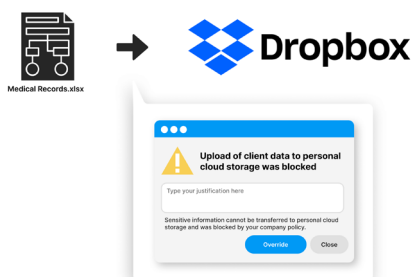 Dropbox
Medical Records.xlsx
Upload of client data to personal
cloud storage was blocked
Type your justification here
Sensitive information cannot be transferred to personal cloud
storage and was blocked by your company policy.
Override
Close